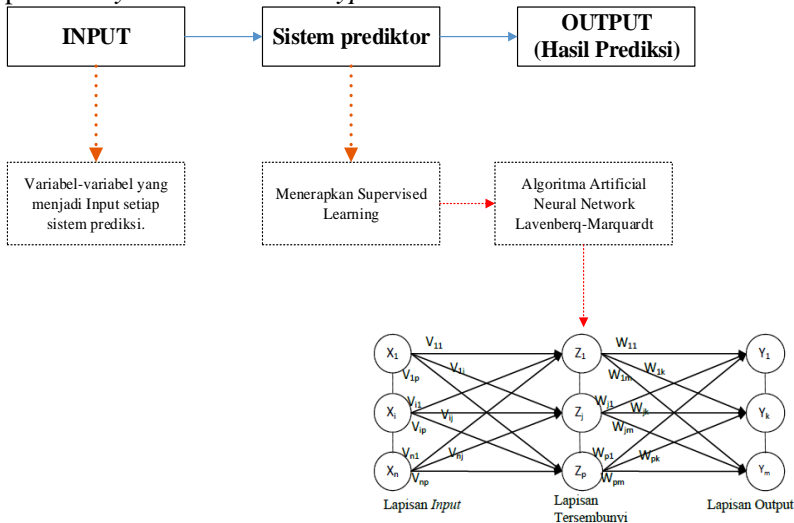 INPUT
Sistem prediktor
OUTPUT
(Hasil Prediksi)
Variabel-variabel yang
menjadi Input setiap
sistem prediksi.
Menerapkan Supervised
Learning
Algoritma Artificial
Neural Network
Lavenberq-Marquardt
X1
V11
V1j
V1p
Z1
W11
W1k
W1m
Y1
Xi
Vi1
Vij
Vip
Zj
Wj1
Wjk
Wjm
Yk
Xn
Vn1
Vnj
Vnp
Zp
Wp1
Wpk
Wpm
Ym
Lapisan Input
Lapisan
Tersembunyi
Lapisan Output